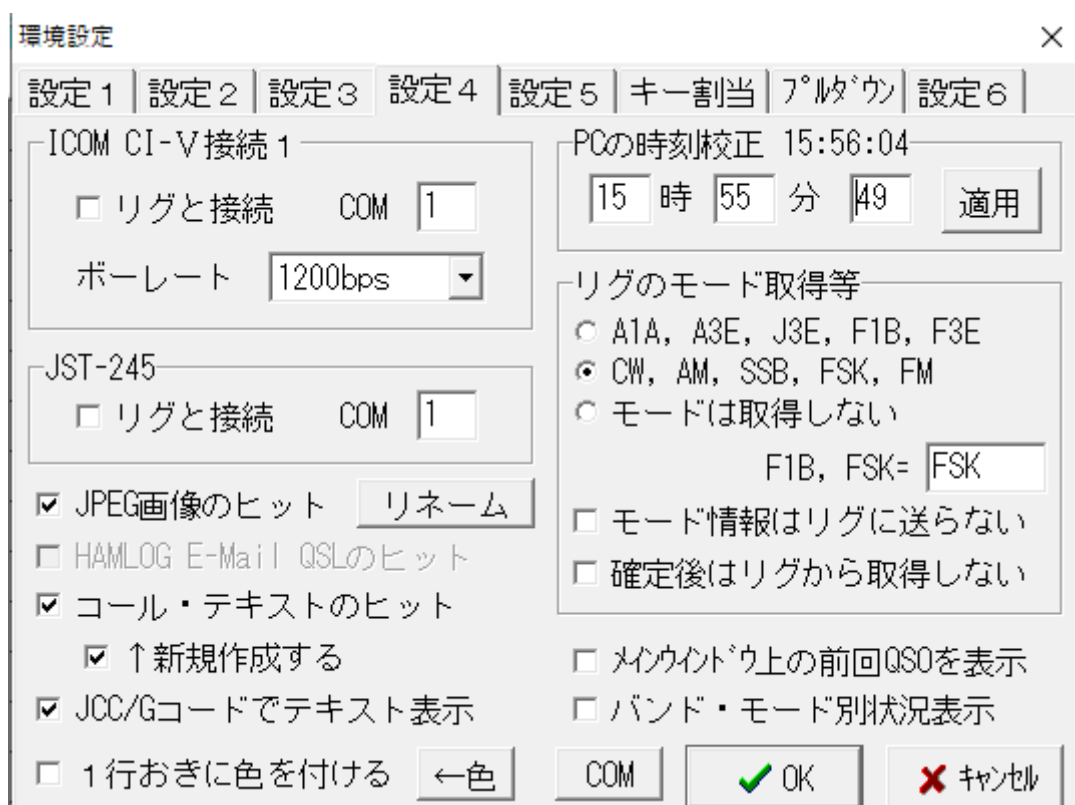 環境設定
設定1 設定2 設定3 設定4 設定5 キー割当 プルダウン 設定6
ICOM CI-V接続1
リグと接続 COM 1
ボーレート 1200bps
JST-245
リグと接続 COM 1
JPEG画像のヒット リネーム
HAMLOG E-Mail QSLのヒット
コール・テキストのヒット
↑新規作成する
JCC/Gコードでテキスト表示
1行おきに色を付ける ←色
PCの時刻校正 15:56:04
15 時 55 分 49 適用
リグのモード取得等
A1A, A3E, J3E, F1B, F3E
CW, AM, SSB, FSK, FM
モードは取得しない
F1B, FSK= FSK
モード情報はリグに送らない
確定後はリグから取得しない
メインウインドウ上の前回QSOを表示
バンド・モード別状況表示
COM OK キャンセル